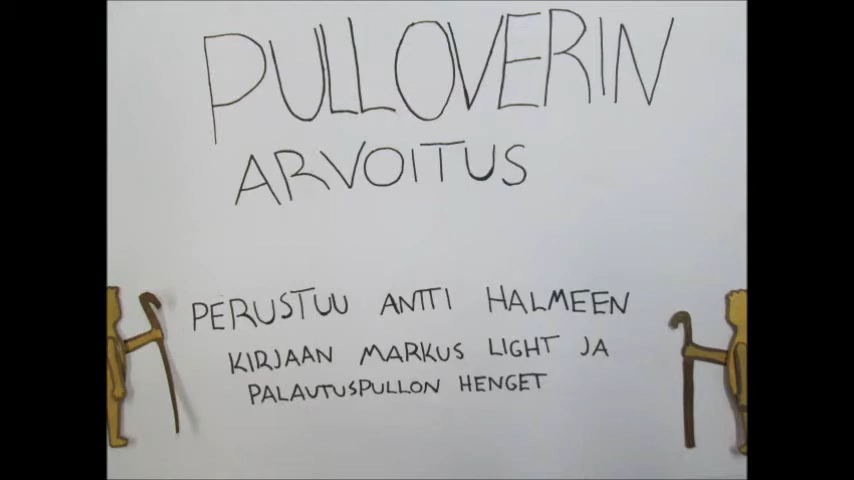 PULLOVERIN
ARVOITUS
PERUSTUU ANTTI HALMEEN
KIRJAAN MARKUS LIGHT JA
PALAUTUSPULLON HENGET